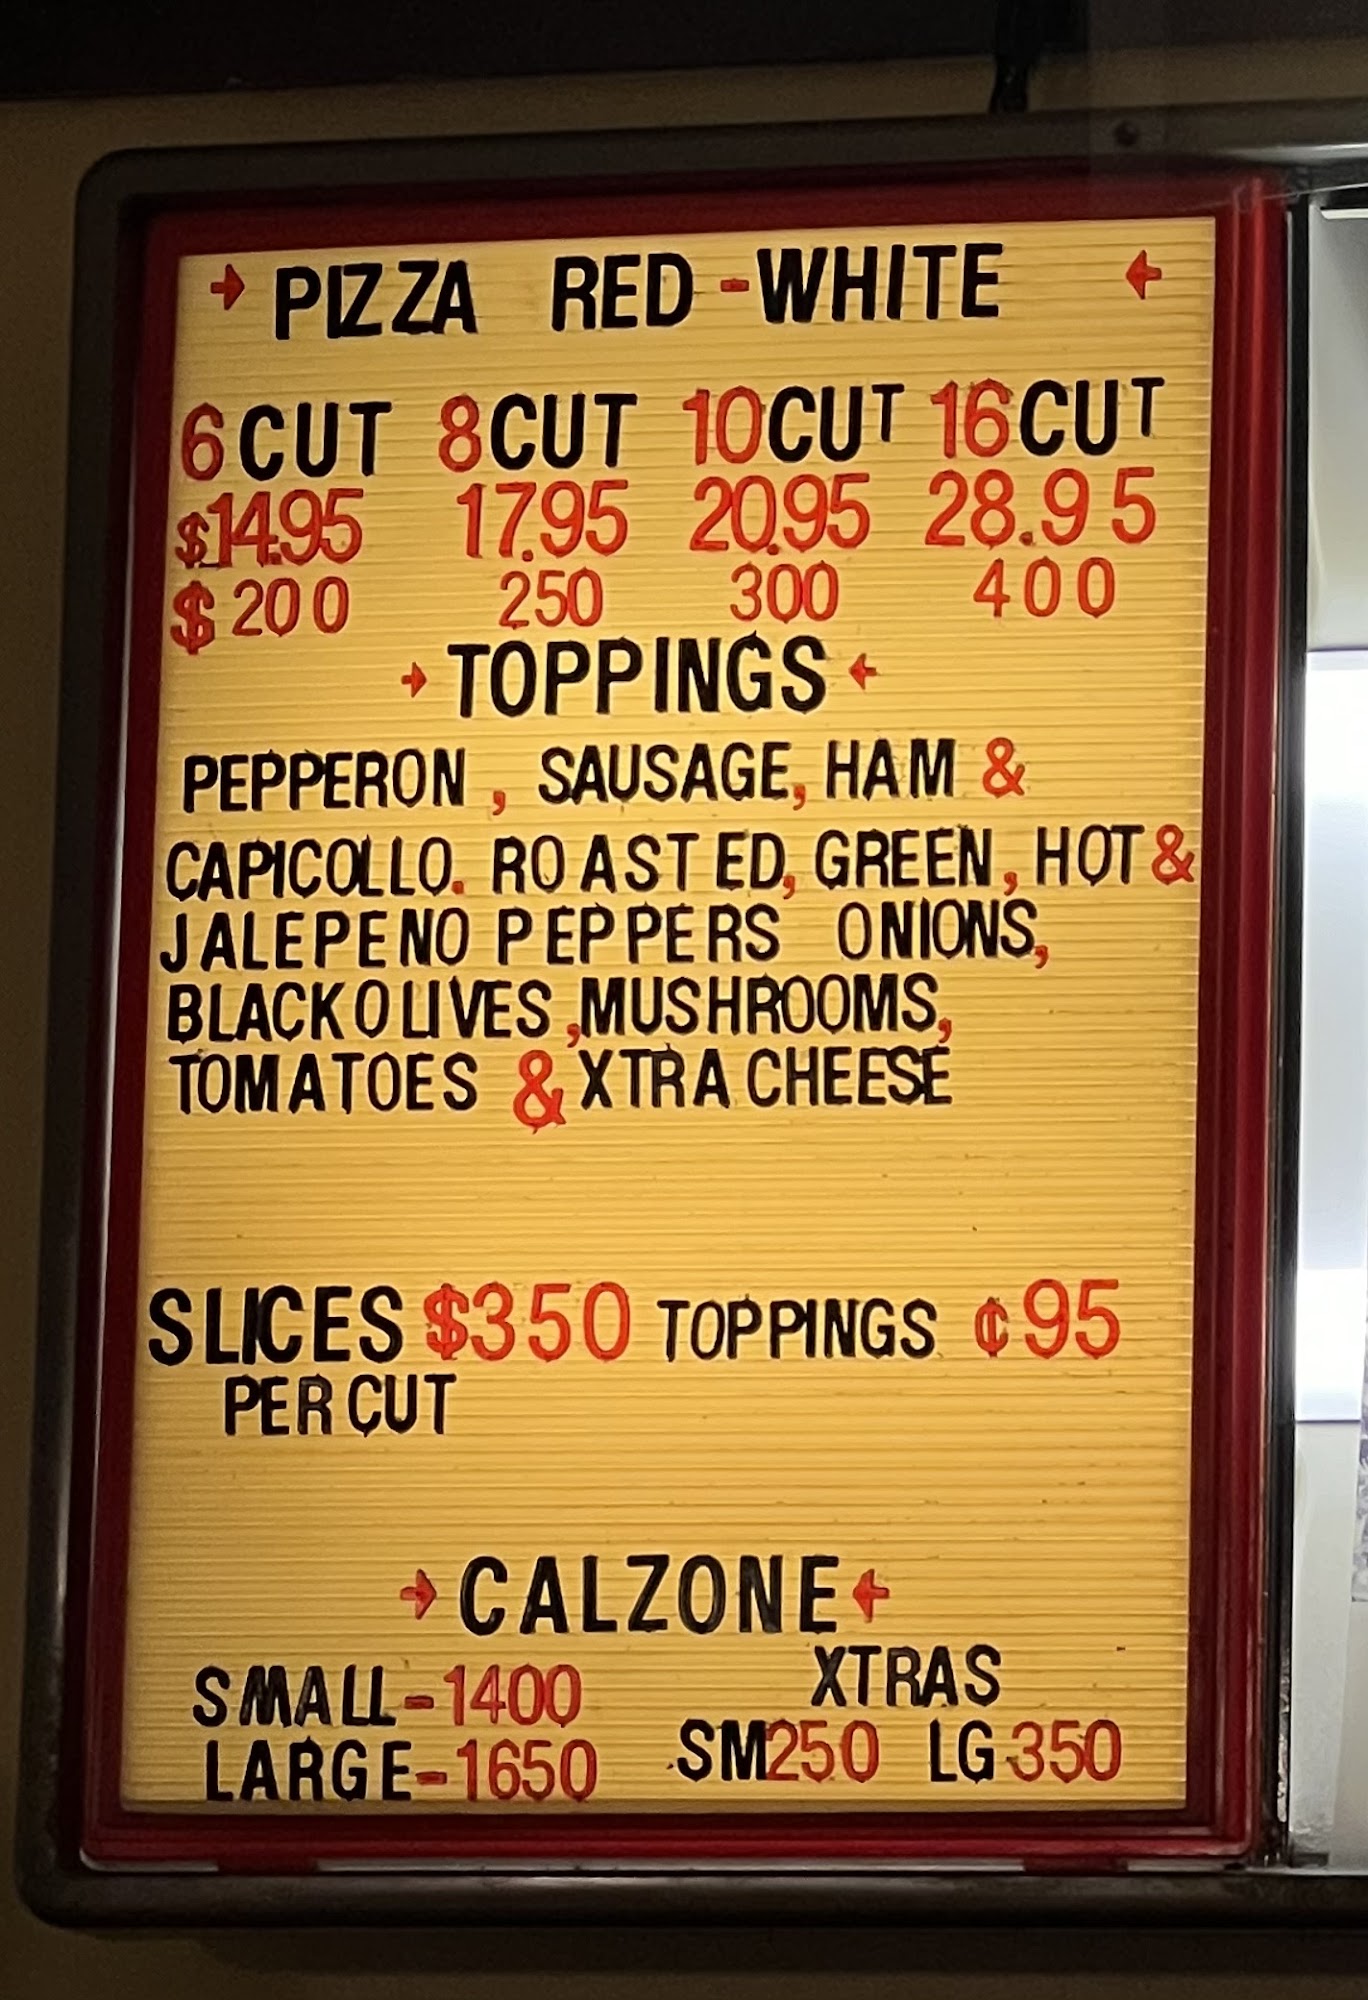 → PIZZA RED-WHITE ←
6 CUT 8 CUT 10 CUT 16 CUT
$14.95 17.95 20.95 28.95
$200 250 300 400
→ TOPPINGS ←
PEPPERON , SAUSAGE, HAM &
CAPICOLLO. ROASTED, GREEN, HOT &
JALEPENO PEPPERS ONIONS,
BLACK OLIVES ,MUSHROOMS,
TOMATOES & XTRA CHEESE
SLICES $350 TOPPINGS ¢95
PER CUT
→ CALZONE ←
XTRAS
SMALL-1400
SM250 LG 350
LARGE-1650